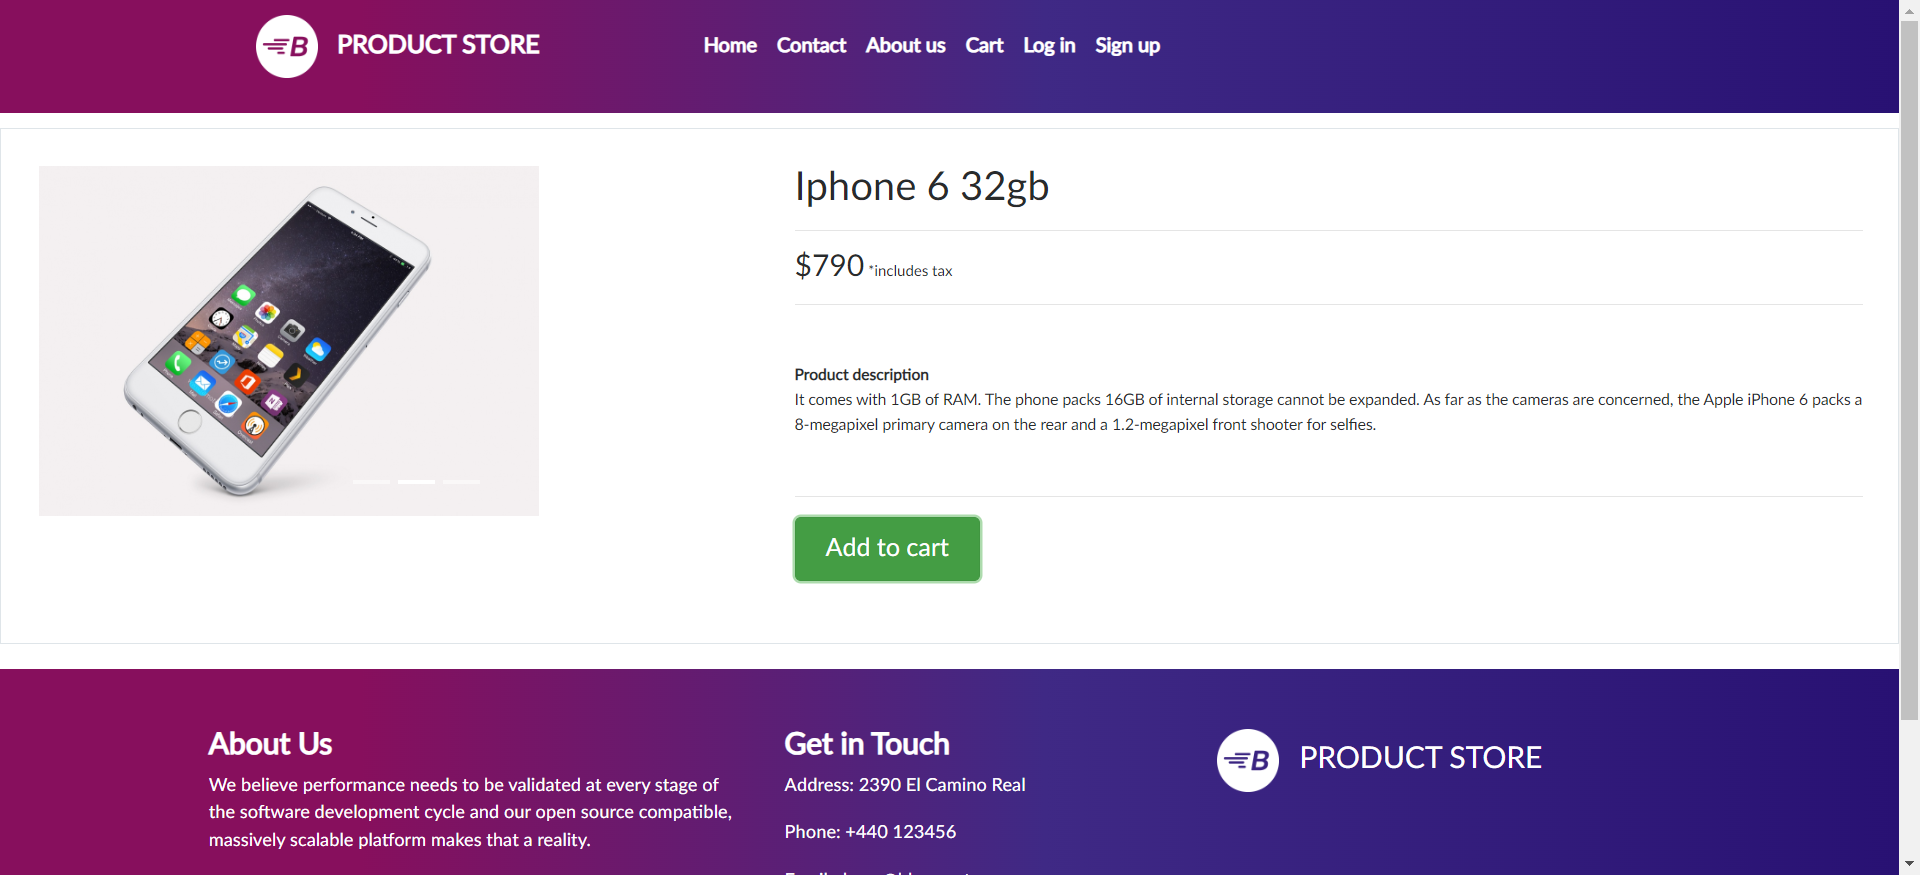 B PRODUCT STORE
Home Contact About us Cart Log in Sign up
Iphone 6 32gb
$790 *includes tax
Product description
It comes with 1GB of RAM. The phone packs 16GB of internal storage cannot be expanded. As far as the cameras are concerned, the Apple iPhone 6 packs a
8-megapixel primary camera on the rear and a 1.2-megapixel front shooter for selfies.
Add to cart
About Us
We believe performance needs to be validated at every stage of
the software development cycle and our open source compatible,
massively scalable platform makes that a reality.
Get in Touch
Address: 2390 El Camino Real
Phone: +440 123456
B PRODUCT STORE